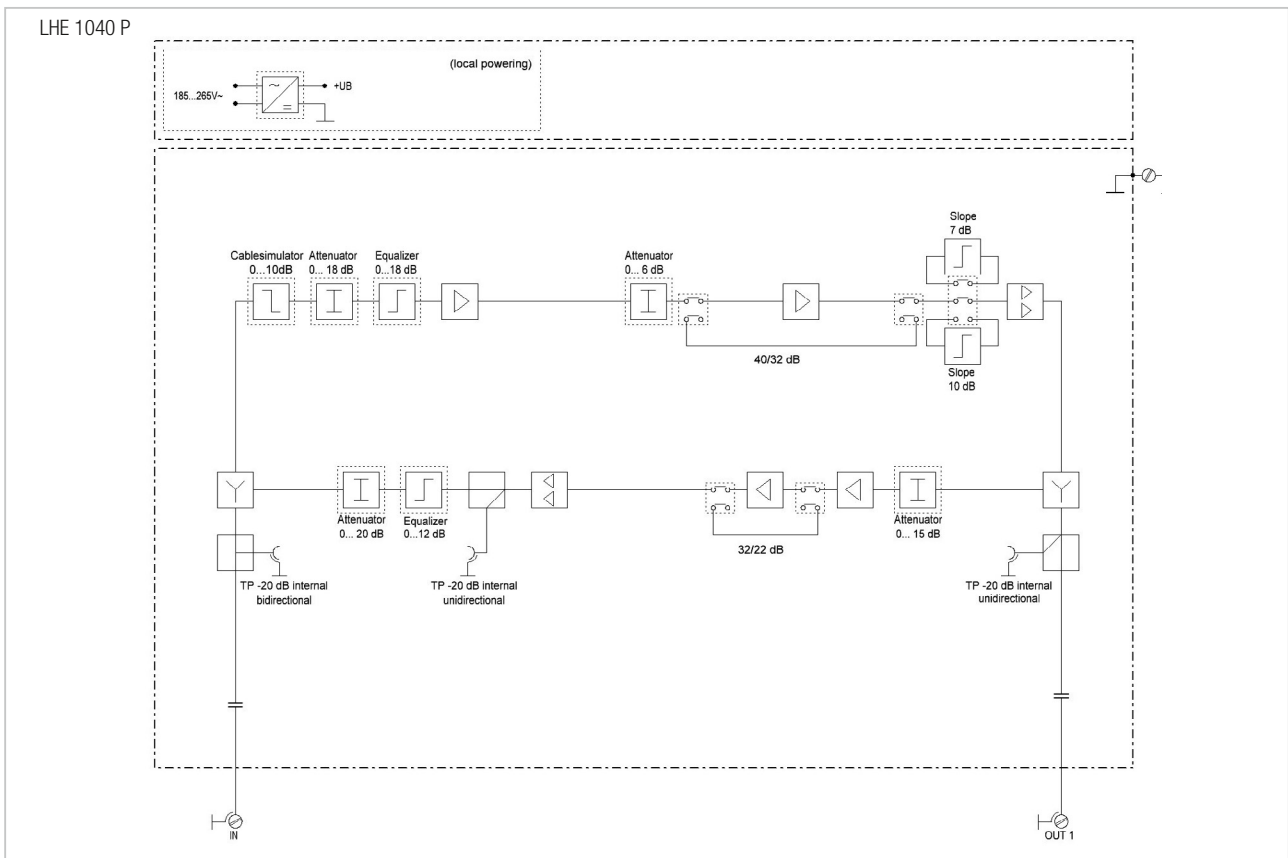 LHE 1040 P
(local powering)
185...265V~
+UB
Slope
7 dB
Cablesimulator
0...10dB
Attenuator
0... 18 dB
Equalizer
0...18 dB
Attenuator
0... 6 dB
40/32 dB
Slope
10 dB
Attenuator
0... 20 dB
Equalizer
0...12 dB
32/22 dB
Attenuator
0... 15 dB
TP -20 dB internal
bidirectional
TP -20 dB internal
unidirectional
TP -20 dB internal
unidirectional
IN
OUT 1